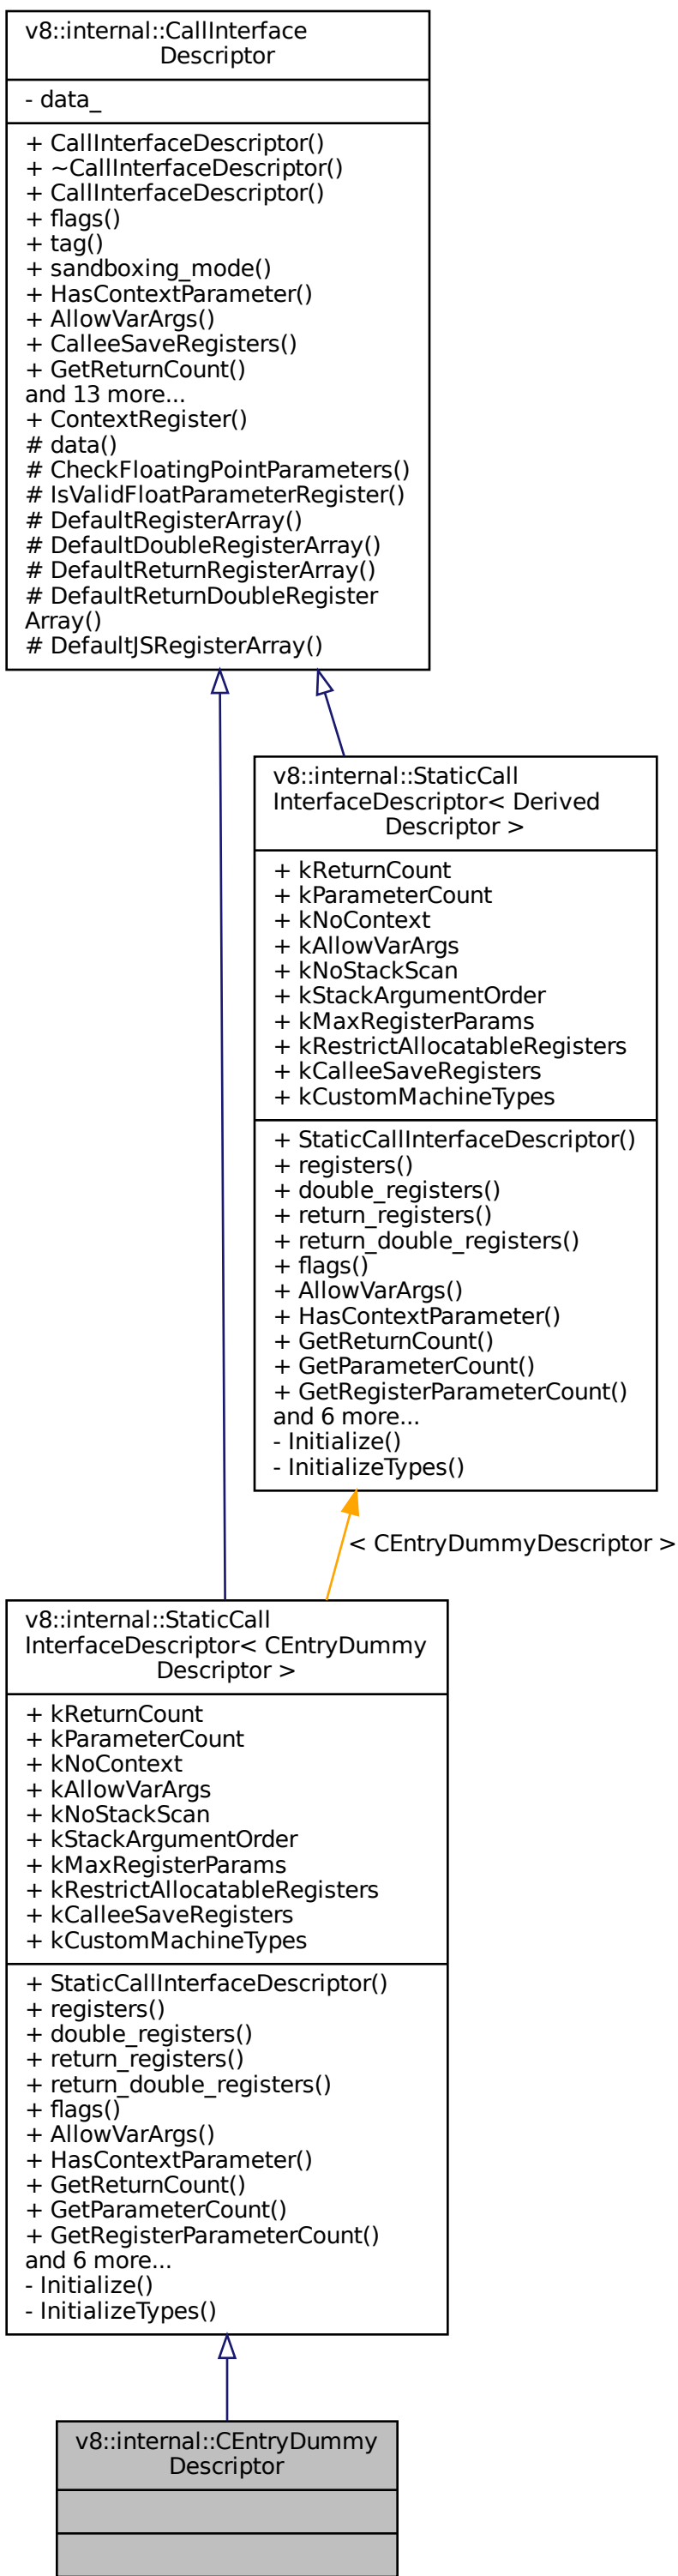 v8::internal::CallInterface
Descriptor
- data_
+ CallInterfaceDescriptor()
+ ~CallInterfaceDescriptor()
+ CallInterfaceDescriptor()
+ flags()
+ tag()
+ sandboxing_mode()
+ HasContextParameter()
+ AllowVarArgs()
+ CalleeSaveRegisters()
+ GetReturnCount()
and 13 more...
+ ContextRegister()
# data()
# CheckFloatingPointParameters()
# IsValidFloatParameterRegister()
# DefaultRegisterArray()
# DefaultDoubleRegisterArray()
# DefaultReturnRegisterArray()
# DefaultReturnDoubleRegister
Array()
# DefaultJSRegisterArray()
v8::internal::StaticCall
InterfaceDescriptor< Derived
Descriptor >
+ kReturnCount
+ kParameterCount
+ kNoContext
+ kAllowVarArgs
+ kNoStackScan
+ kStackArgumentOrder
+ kMaxRegisterParams
+ kRestrictAllocatableRegisters
+ kCalleeSaveRegisters
+ kCustomMachineTypes
+ StaticCallInterfaceDescriptor()
+ registers()
+ double_registers()
+ return_registers()
+ return_double_registers()
+ flags()
+ AllowVarArgs()
+ HasContextParameter()
+ GetReturnCount()
+ GetParameterCount()
+ GetRegisterParameterCount()
and 6 more...
- Initialize()
- InitializeTypes()
< CEntryDummyDescriptor >
v8::internal::StaticCall
InterfaceDescriptor< CEntryDummy
Descriptor >
+ kReturnCount
+ kParameterCount
+ kNoContext
+ kAllowVarArgs
+ kNoStackScan
+ kStackArgumentOrder
+ kMaxRegisterParams
+ kRestrictAllocatableRegisters
+ kCalleeSaveRegisters
+ kCustomMachineTypes
+ StaticCallInterfaceDescriptor()
+ registers()
+ double_registers()
+ return_registers()
+ return_double_registers()
+ flags()
+ AllowVarArgs()
+ HasContextParameter()
+ GetReturnCount()
+ GetParameterCount()
+ GetRegisterParameterCount()
and 6 more...
- Initialize()
- InitializeTypes()
v8::internal::CEntryDummy
Descriptor